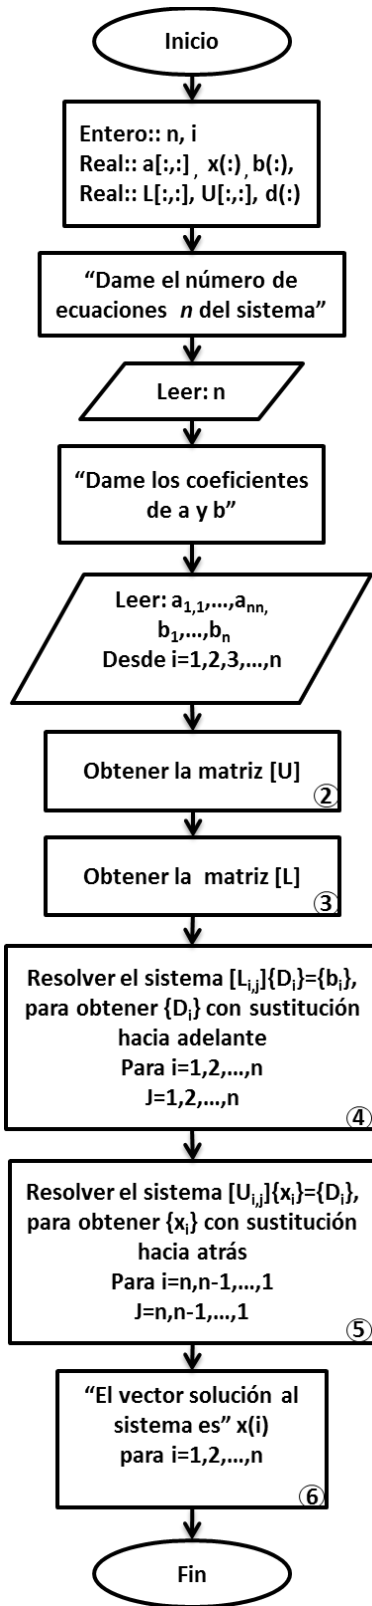 Inicio
Entero:: n, i
Real:: a[:,:] , x(:) , b(:),
Real:: L[:,:], U[:,:], d(:)
“Dame el número de
ecuaciones n del sistema”
Leer: n
“Dame los coeficientes
de a y b”
Leer: a1,1,...,ann,
b1,...,bn
Desde i=1,2,3,...,n
Obtener la matriz [U]
②
Obtener la matriz [L]
③
Resolver el sistema [Li,j]{Di}={bi},
para obtener {Di} con sustitución
hacia adelante
Para i=1,2,...,n
J=1,2,...,n
④
Resolver el sistema [Ui,j]{xi}={Di},
para obtener {xi} con sustitución
hacia atrás
Para i=n,n-1,...,1
J=n,n-1,...,1
⑤
“El vector solución al
sistema es” x(i)
para i=1,2,...,n
⑥
Fin